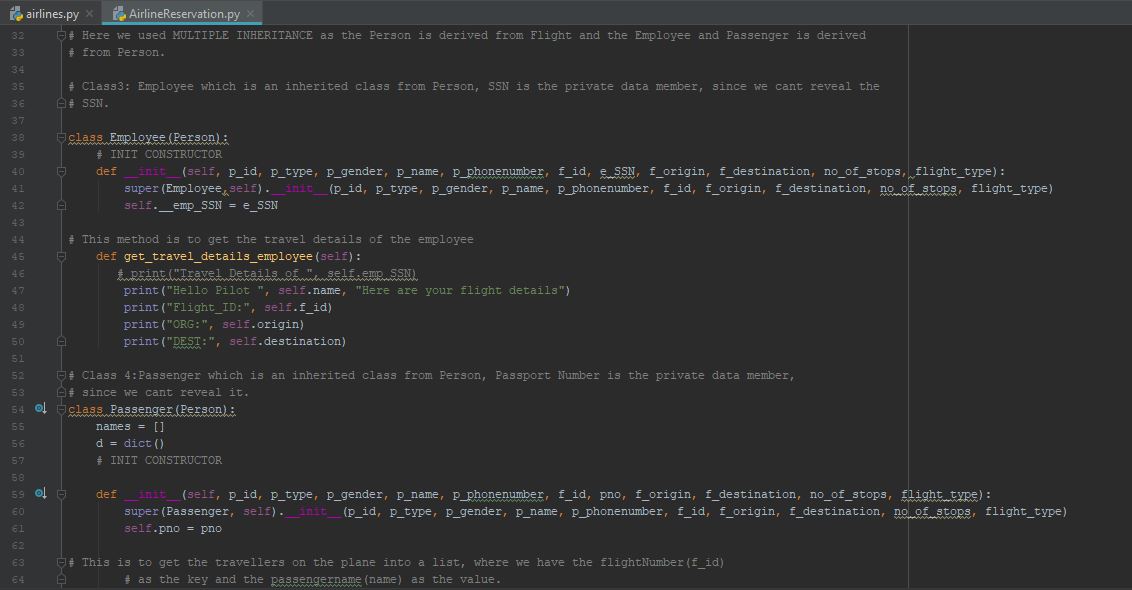 airlines.py × AirlineReservation.py ×
32 # Here we used MULTIPLE INHERITANCE as the Person is derived from Flight and the Employee and Passenger is derived
33 # from Person.
34
35 # Class3: Employee which is an inherited class from Person, SSN is the private data member, since we cant reveal the
36 # SSN.
37
38 class Employee(Person):
39 # INIT CONSTRUCTOR
40 def __init__(self, p_id, p_type, p_gender, p_name, p_phonenumber, f_id, e_SSN, f_origin, f_destination, no_of_stops, flight_type):
41 super(Employee,self).__init__(p_id, p_type, p_gender, p_name, p_phonenumber, f_id, f_origin, f_destination, no_of_stops, flight_type)
42 self.__emp_SSN = e_SSN
43
44 # This method is to get the travel details of the employee
45 def get_travel_details_employee(self):
46 # print("Travel Details of ", self.emp_SSN)
47 print("Hello Pilot ", self.name, "Here are your flight details")
48 print("Flight_ID:", self.f_id)
49 print("ORG:", self.origin)
50 print("DEST:", self.destination)
51
52 # Class 4:Passenger which is an inherited class from Person, Passport Number is the private data member,
53 # since we cant reveal it.
54 class Passenger(Person):
55 names = []
56 d = dict()
57 # INIT CONSTRUCTOR
58
59 def __init__(self, p_id, p_type, p_gender, p_name, p_phonenumber, f_id, pno, f_origin, f_destination, no_of_stops, flight_type):
60 super(Passenger, self).__init__(p_id, p_type, p_gender, p_name, p_phonenumber, f_id, f_origin, f_destination, no_of_stops, flight_type)
61 self.pno = pno
62
63 # This is to get the travellers on the plane into a list, where we have the flightNumber(f_id)
64 # as the key and the passengername(name) as the value.